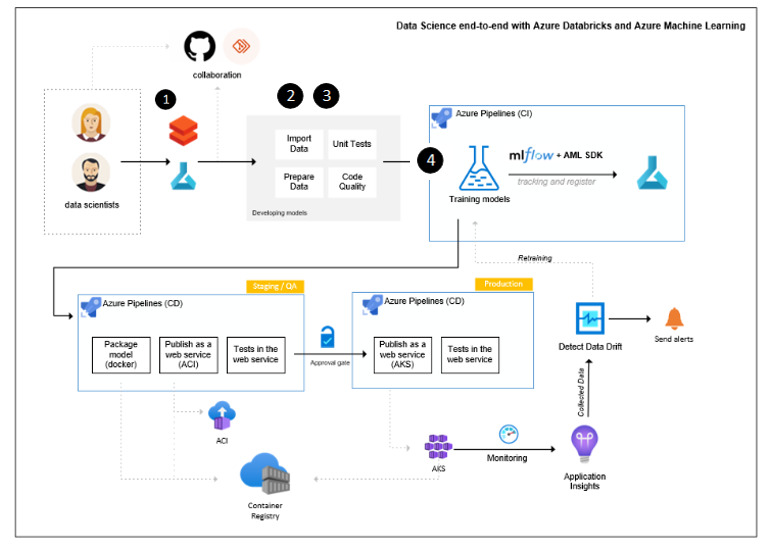 Data Science end-to-end with Azure Databricks and Azure Machine Learning
collaboration
1
2
3
Azure Pipelines (CI)
Import
Data
Unit Tests
Prepare
Data
Code
Quality
Developing models
data scientists
4
mlflow + AML SDK
tracking and register
Training models
Retraining
Staging / QA
Azure Pipelines (CD)
Package
model
(docker)
Publish as a
web service
(ACI)
Tests in the
web service
Approval gate
Production
Azure Pipelines (CD)
Publish as a
web service
(AKS)
Tests in the
web service
Detect Data Drift
Send alerts
Collected Data
ACI
AKS
Monitoring
Application
Insights
Container
Registry